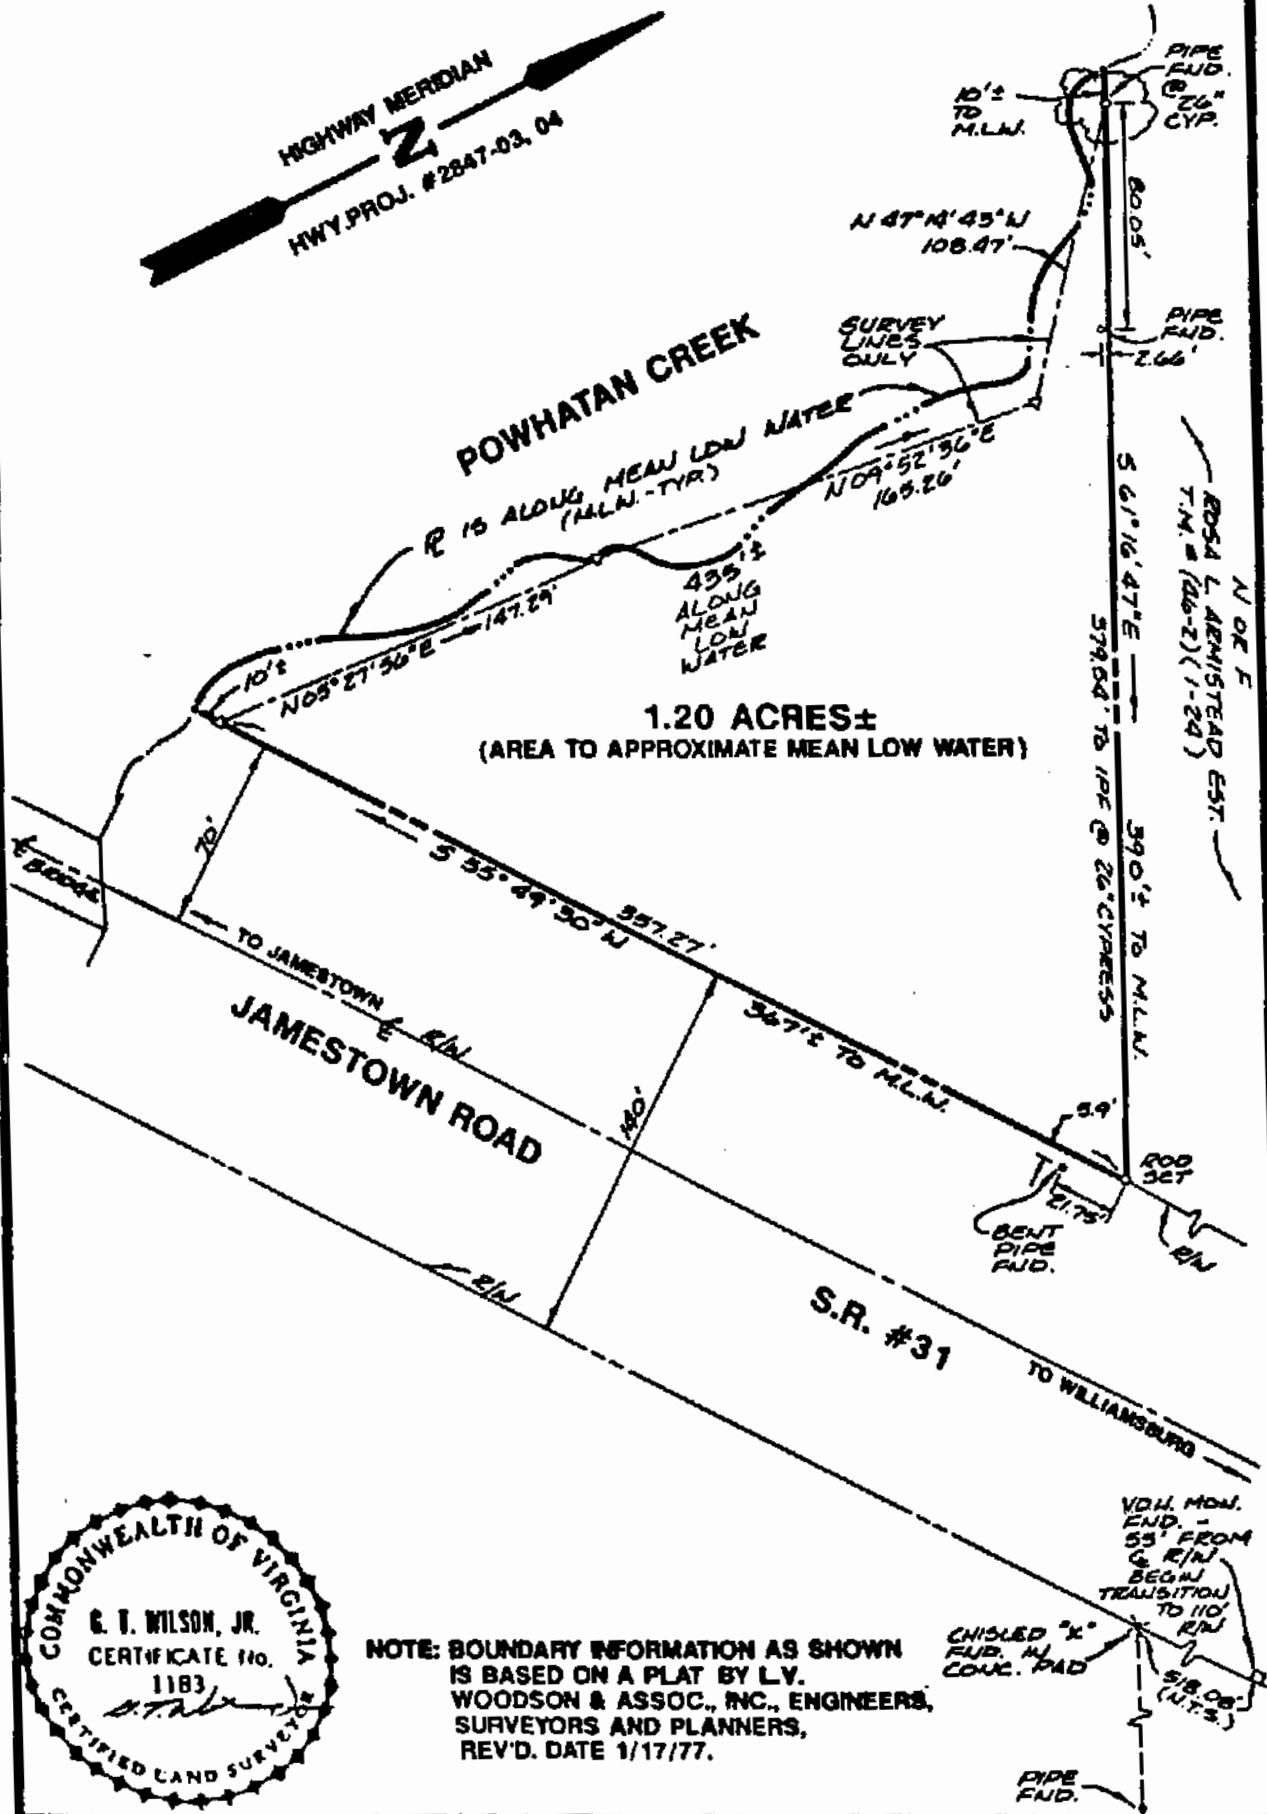 HIGHWAY MERIDIAN
N
HWY. PROJ. #2847-03, 04
PIPE
FND.
@
26"
CYP.
10'±
TO
M.L.W.
80.05'
N 47°14'43"W
108.47'
SURVEY
LINES
ONLY
PIPE
FND.
2.66'
POWHATAN CREEK
PL IS ALONG MEAN LOW WATER
(M.L.W.-TYP.)
N 09°52'36"E
165.26'
435'±
ALONG
MEAN
LOW
WATER
10'±
N 03°27'56"E
147.29'
S 61°16'47"E
379.54' TO IPF @ 26" CYPRESS
390'± TO M.L.W.
N OR F
ROSA L. ARMISTEAD EST.
T.M. # (46-2)(1-24)
1.20 ACRES±
(AREA TO APPROXIMATE MEAN LOW WATER)
70'
S 55°49'30"W
357.27'
367'± TO M.L.W.
₵ BRIDGE
TO JAMESTOWN
₵ R/W
JAMESTOWN ROAD
140'
5.9'
ROD
SET
21.75'
BENT
PIPE
FND.
R/W
R/W
S.R. #31
TO WILLIAMSBURG
V.D.H. MON.
FND. -
55' FROM
₵ R/W
BEGIN
TRANSITION
TO 110'
R/W
CHISLED "X"
FND. IN
CONC. PAD
518.08'
(N.T.S.)
PIPE
FND.
COMMONWEALTH OF VIRGINIA
G. T. WILSON, JR.
CERTIFICATE No.
1183
CERTIFIED LAND SURVEYOR
NOTE: BOUNDARY INFORMATION AS SHOWN
IS BASED ON A PLAT BY L.V.
WOODSON & ASSOC., INC., ENGINEERS,
SURVEYORS AND PLANNERS,
REV'D. DATE 1/17/77.